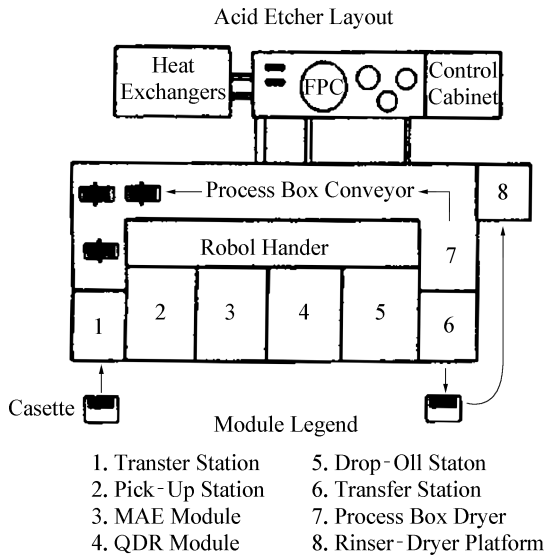 Acid Etcher Layout
Heat
Exchangers
FPC
Control
Cabinet
Process Box Conveyor
8
Robol Hander
7
1
2
3
4
5
6
Casette
Module Legend
1. Transter Station
2. Pick-Up Station
3. MAE Module
4. QDR Module
5. Drop-Oll Staton
6. Transfer Station
7. Process Box Dryer
8. Rinser-Dryer Platform